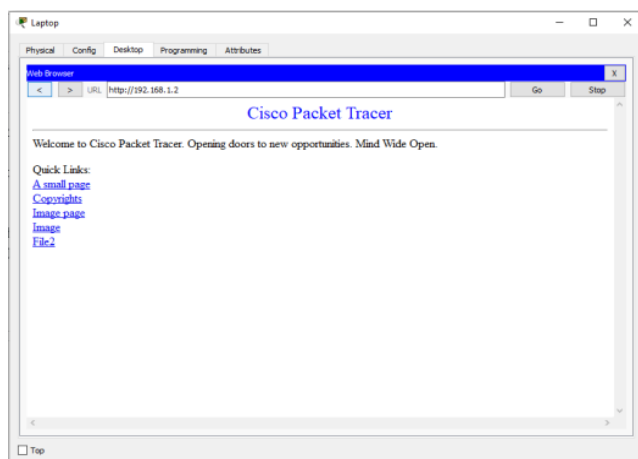 Laptop
Physical Config Desktop Programming Attributes
Web Browser X
< > URL http://192.168.1.2 Go Stop
Cisco Packet Tracer
Welcome to Cisco Packet Tracer. Opening doors to new opportunities. Mind Wide Open.
Quick Links:
A small page
Copyrights
Image page
Image
File2
Top